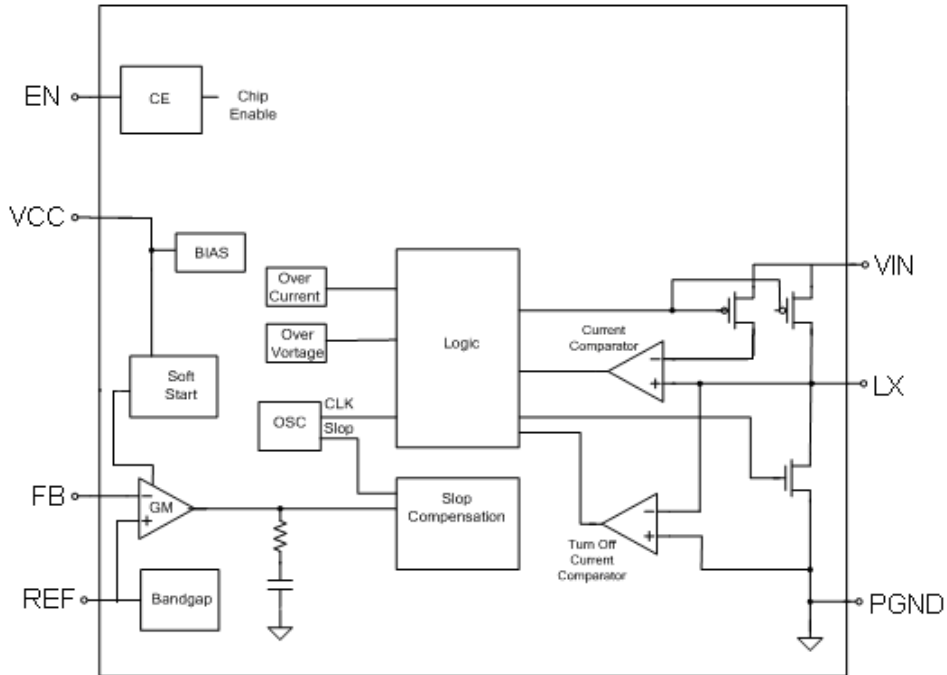 EN
CE
Chip
Enable
VCC
BIAS
Over
Current
VIN
Over
Vortage
Logic
Current
Comparator
-
+
LX
Soft
Start
OSC
CLK
Slop
FB
-
GM
+
Slop
Compensation
-
+
Turn Off
Current
Comparator
REF
Bandgap
PGND